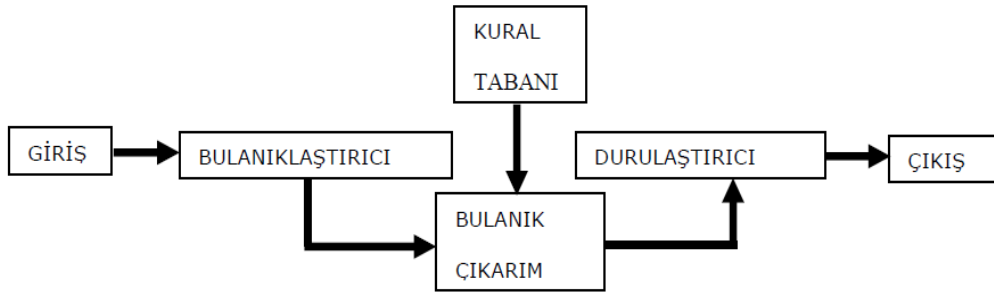 KURAL
TABANI
GİRİŞ
BULANIKLAŞTIRICI
DURULAŞTIRICI
ÇIKIŞ
BULANIK
ÇIKARIM